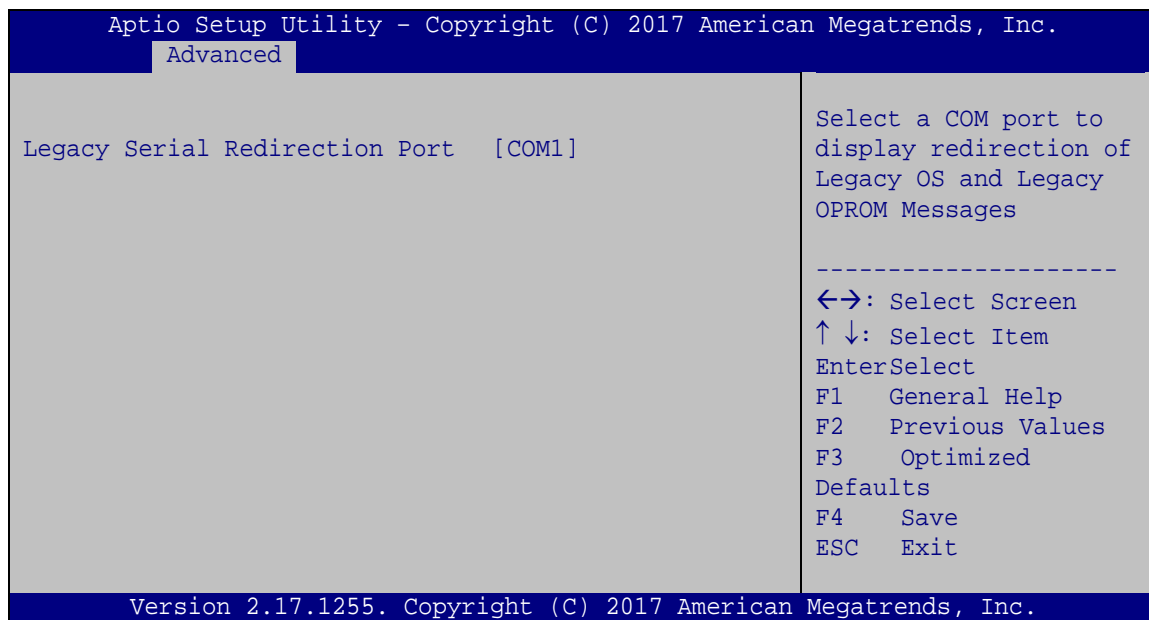 Aptio Setup Utility – Copyright (C) 2017 American Megatrends, Inc.
Advanced
Legacy Serial Redirection Port [COM1]
Select a COM port to
display redirection of
Legacy OS and Legacy
OPROM Messages
---------------------
←→: Select Screen
↑ ↓: Select Item
EnterSelect
F1 General Help
F2 Previous Values
F3 Optimized
Defaults
F4 Save
ESC Exit
Version 2.17.1255. Copyright (C) 2017 American Megatrends, Inc.